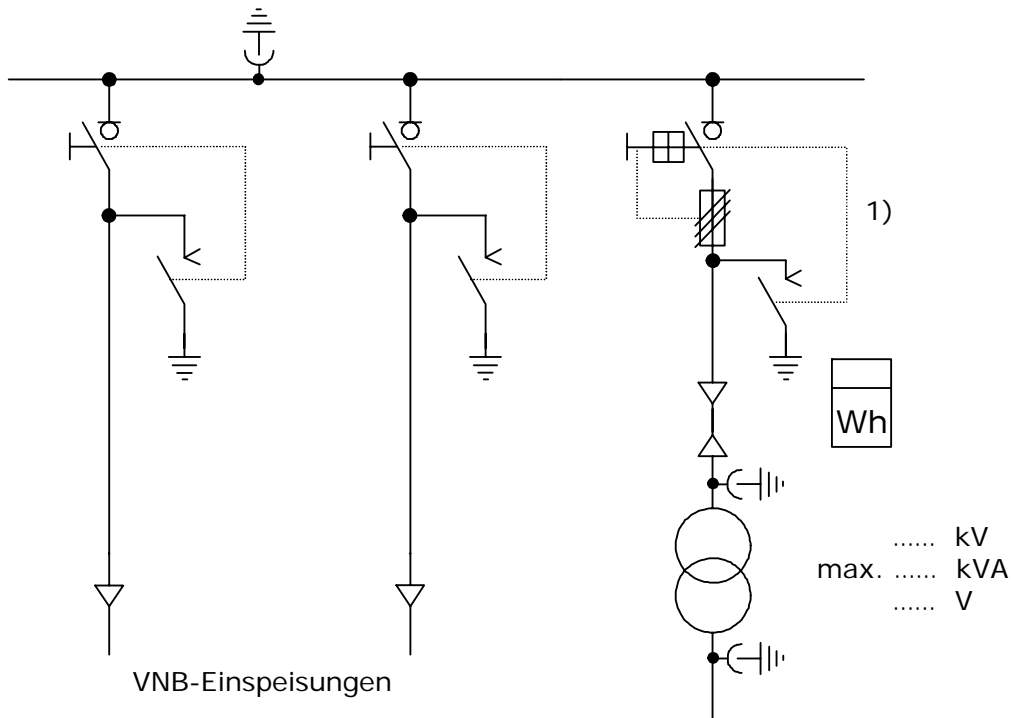 1)
Wh
...... kV
max. ...... kVA
...... V
VNB-Einspeisungen